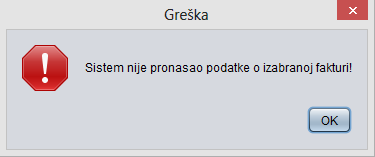 Greška
Sistem nije pronasao podatke o izabranoj fakturi!
OK